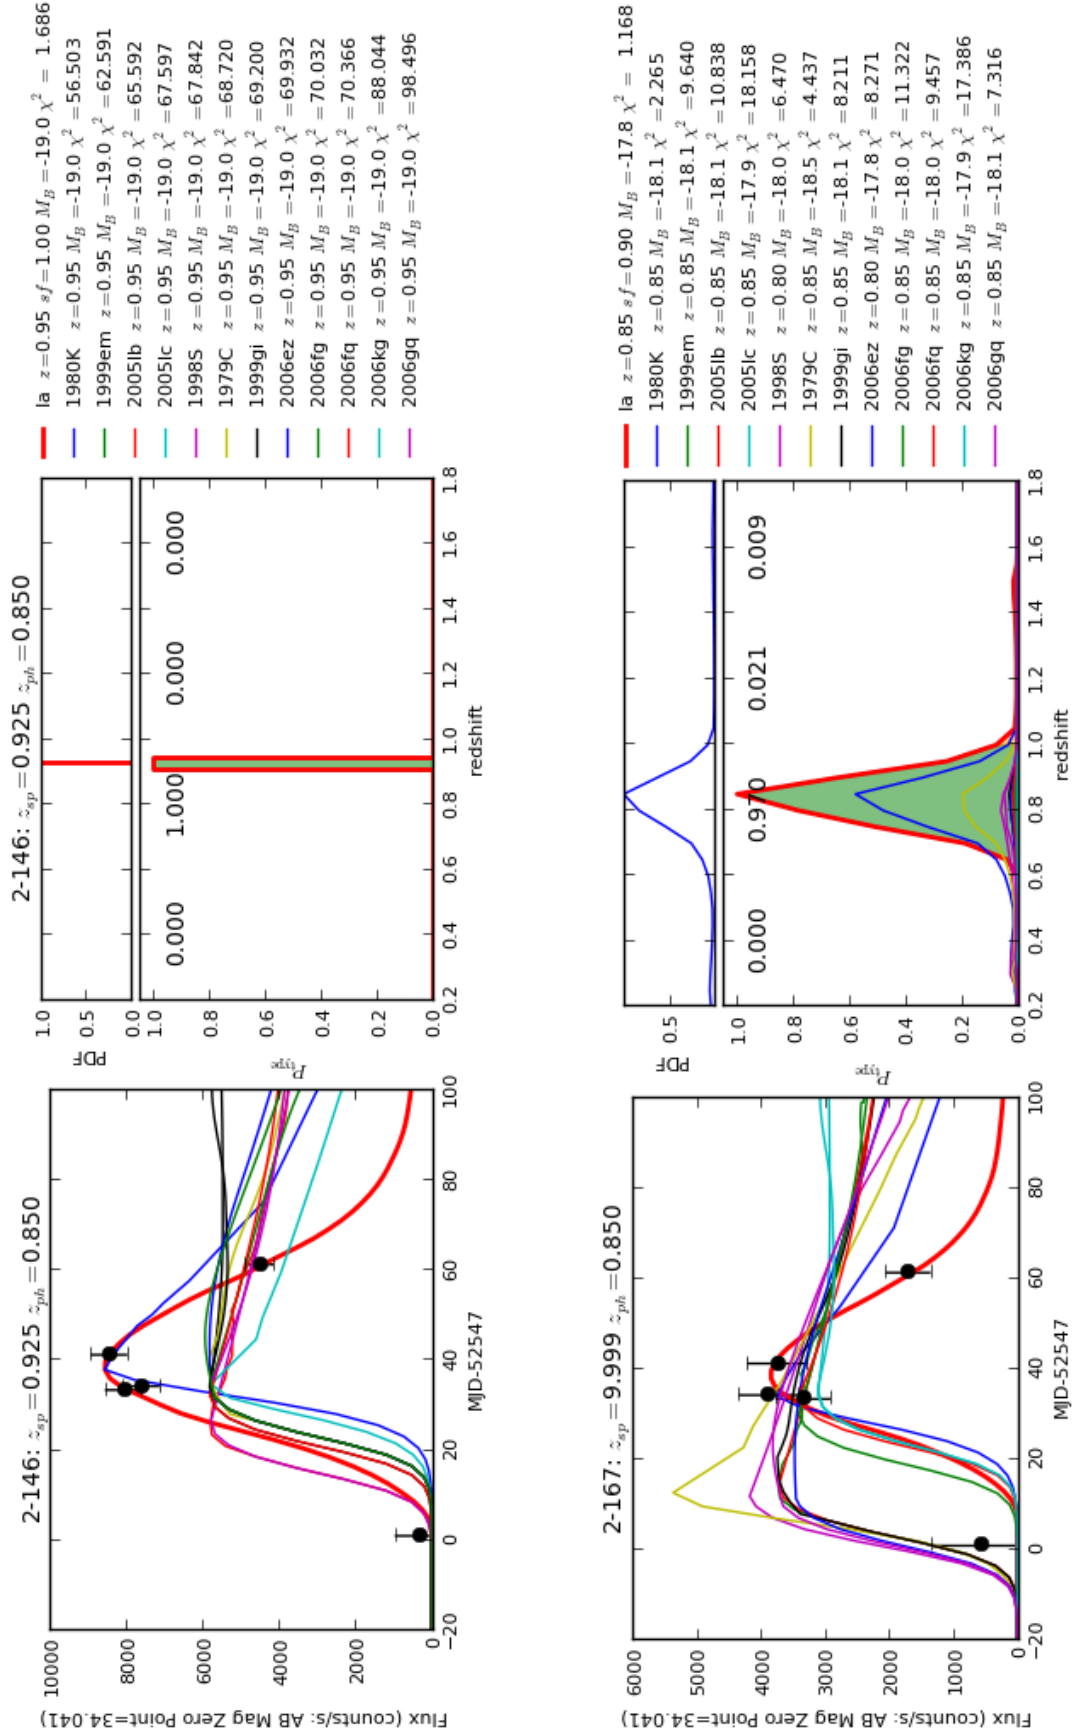 2-146: z_sp=0.925 z_ph=0.850
Flux (counts/s: AB Mag Zero Point=34.041)
10000
8000
6000
4000
2000
0
−20
0
20
40
60
80
100
MJD-52547
2-146: z_sp=0.925 z_ph=0.850
PDF
1.0
0.5
0.0
P_type
1.0
0.8
0.6
0.4
0.2
0.0
0.000
1.000
0.000
0.000
0.2
0.4
0.6
0.8
1.0
1.2
1.4
1.6
1.8
redshift
Ia z=0.95 sf=1.00 M_B=-19.0 χ² = 1.686
1980K z=0.95 M_B=-19.0 χ²=56.503
1999em z=0.95 M_B=-19.0 χ²=62.591
2005lb z=0.95 M_B=-19.0 χ²=65.592
2005lc z=0.95 M_B=-19.0 χ²=67.597
1998S z=0.95 M_B=-19.0 χ²=67.842
1979C z=0.95 M_B=-19.0 χ²=68.720
1999gi z=0.95 M_B=-19.0 χ²=69.200
2006ez z=0.95 M_B=-19.0 χ²=69.932
2006fg z=0.95 M_B=-19.0 χ²=70.032
2006fq z=0.95 M_B=-19.0 χ²=70.366
2006kg z=0.95 M_B=-19.0 χ²=88.044
2006gq z=0.95 M_B=-19.0 χ²=98.496
2-167: z_sp=9.999 z_ph=0.850
Flux (counts/s: AB Mag Zero Point=34.041)
6000
5000
4000
3000
2000
1000
0
−20
0
20
40
60
80
100
MJD-52547
PDF
0.5
P_type
1.0
0.8
0.6
0.4
0.2
0.0
0.000
0.970
0.021
0.009
0.2
0.4
0.6
0.8
1.0
1.2
1.4
1.6
1.8
redshift
Ia z=0.85 sf=0.90 M_B=-17.8 χ² = 1.168
1980K z=0.85 M_B=-18.1 χ²=2.265
1999em z=0.85 M_B=-18.1 χ²=9.640
2005lb z=0.85 M_B=-18.1 χ²=10.838
2005lc z=0.85 M_B=-17.9 χ²=18.158
1998S z=0.80 M_B=-18.0 χ²=6.470
1979C z=0.85 M_B=-18.5 χ²=4.437
1999gi z=0.85 M_B=-18.1 χ²=8.211
2006ez z=0.80 M_B=-17.8 χ²=8.271
2006fg z=0.85 M_B=-18.0 χ²=11.322
2006fq z=0.85 M_B=-18.0 χ²=9.457
2006kg z=0.85 M_B=-17.9 χ²=17.386
2006gq z=0.85 M_B=-18.1 χ²=7.316